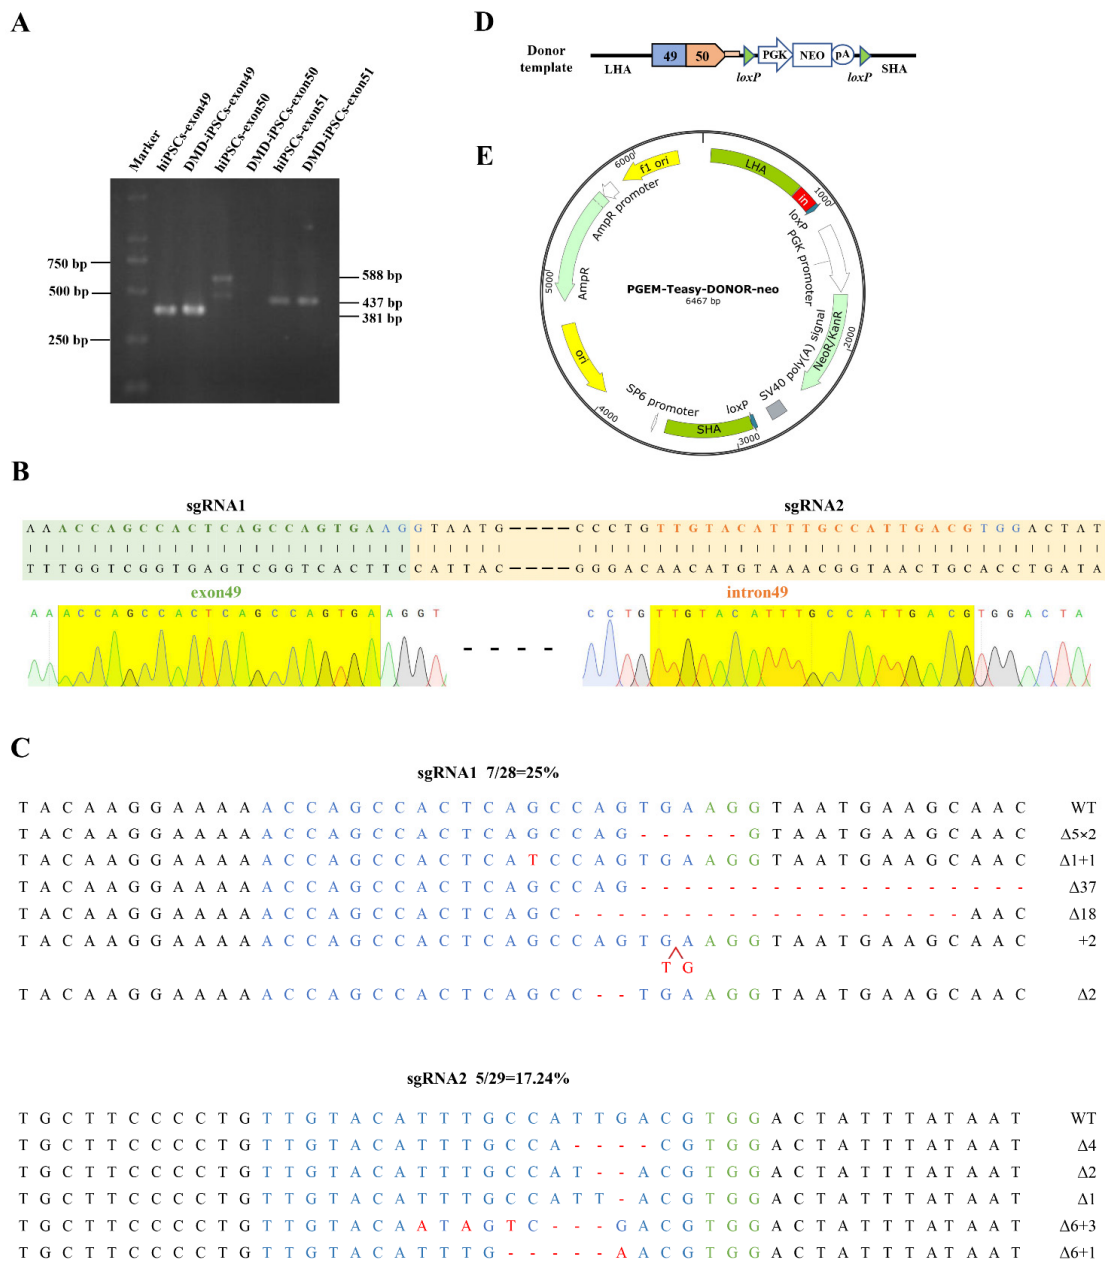 A
Marker
hiPSCs-exon49
DMD-iPSCs-exon49
hiPSCs-exon50
DMD-iPSCs-exon50
hiPSCs-exon51
DMD-iPSCs-exon51
750 bp
500 bp
250 bp
588 bp
437 bp
381 bp
D
Donor template
LHA
49
50
loxP
PGK
NEO
pA
loxP
SHA
E
PGEM-Teasy-DONOR-neo
6467 bp
LHA
in
1000
loxP
PGK promoter
NeoR/KanR
2000
SV40 poly(A) signal
loxP
3000
SHA
SP6 promoter
4000
ori
5000
AmpR
AmpR promoter
6000
f1 ori
B
sgRNA1
sgRNA2
A A A C C A G C C A C T C A G C C A G T G A A G G T A A T G - - - - C C C T G T T G T A C A T T T G C C A T T G A C G T G G A C T A T
T T T G G T C G G T G A G T C G G T C A C T T C C A T T A C - - - - G G G A C A A C A T G T A A A C G G T A A C T G C A C C T G A T A
exon49
intron49
A A A C C A G C C A C T C A G C C A G T G A A G G T - - - - C C T G T T G T A C A T T T G C C A T T G A C G T G G A C T A
C
sgRNA1 7/28=25%
T A C A A G G A A A A A C C A G C C A C T C A G C C A G T G A A G G T A A T G A A G C A A C WT
T A C A A G G A A A A A C C A G C C A C T C A G C C A G - - - - - G T A A T G A A G C A A C Δ5×2
T A C A A G G A A A A A C C A G C C A C T C A T C C A G T G A A G G T A A T G A A G C A A C Δ1+1
T A C A A G G A A A A A C C A G C C A C T C A G C C A G - - - - - - - - - - - - - - - - - - Δ37
T A C A A G G A A A A A C C A G C C A C T C A G C - - - - - - - - - - - - - - - - - - A A C Δ18
T A C A A G G A A A A A C C A G C C A C T C A G C C A G T G A A G G T A A T G A A G C A A C +2
T G
T A C A A G G A A A A A C C A G C C A C T C A G C C - - T G A A G G T A A T G A A G C A A C Δ2
sgRNA2 5/29=17.24%
T G C T T C C C C T G T T G T A C A T T T G C C A T T G A C G T G G A C T A T T T A T A A T WT
T G C T T C C C C T G T T G T A C A T T T G C C A - - - - C G T G G A C T A T T T A T A A T Δ4
T G C T T C C C C T G T T G T A C A T T T G C C A T - - A C G T G G A C T A T T T A T A A T Δ2
T G C T T C C C C T G T T G T A C A T T T G C C A T T - A C G T G G A C T A T T T A T A A T Δ1
T G C T T C C C C T G T T G T A C A A T A G T C - - - G A C G T G G A C T A T T T A T A A T Δ6+3
T G C T T C C C C T G T T G T A C A T T T G - - - - - A A C G T G G A C T A T T T A T A A T Δ6+1